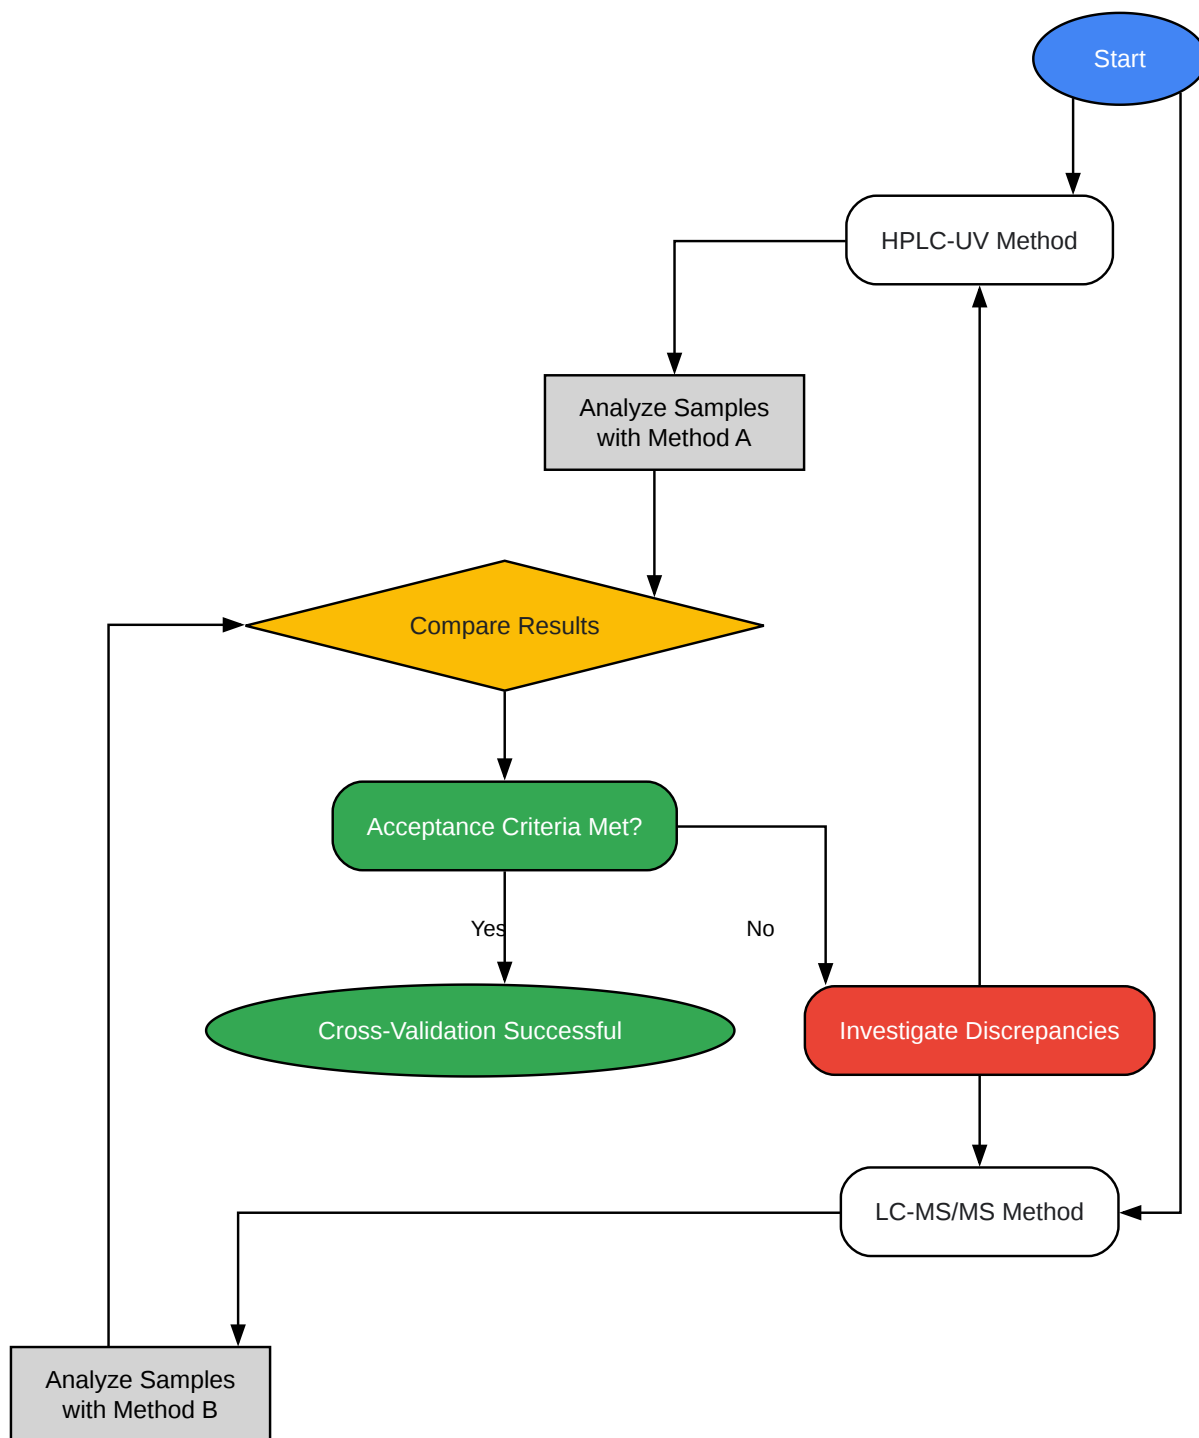 Start
HPLC-UV Method
Analyze Samples
with Method A
Compare Results
Acceptance Criteria Met?
Yes
No
Cross-Validation Successful
Investigate Discrepancies
LC-MS/MS Method
Analyze Samples
with Method B